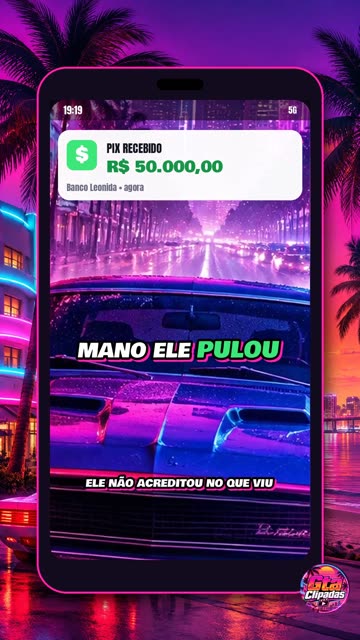 19:19
5G
PIX RECEBIDO
R$ 50.000,00
Banco Leonida • agora
MANO ELE PULOU
ELE NÃO ACREDITOU NO QUE VIU
GTA
Clipadas